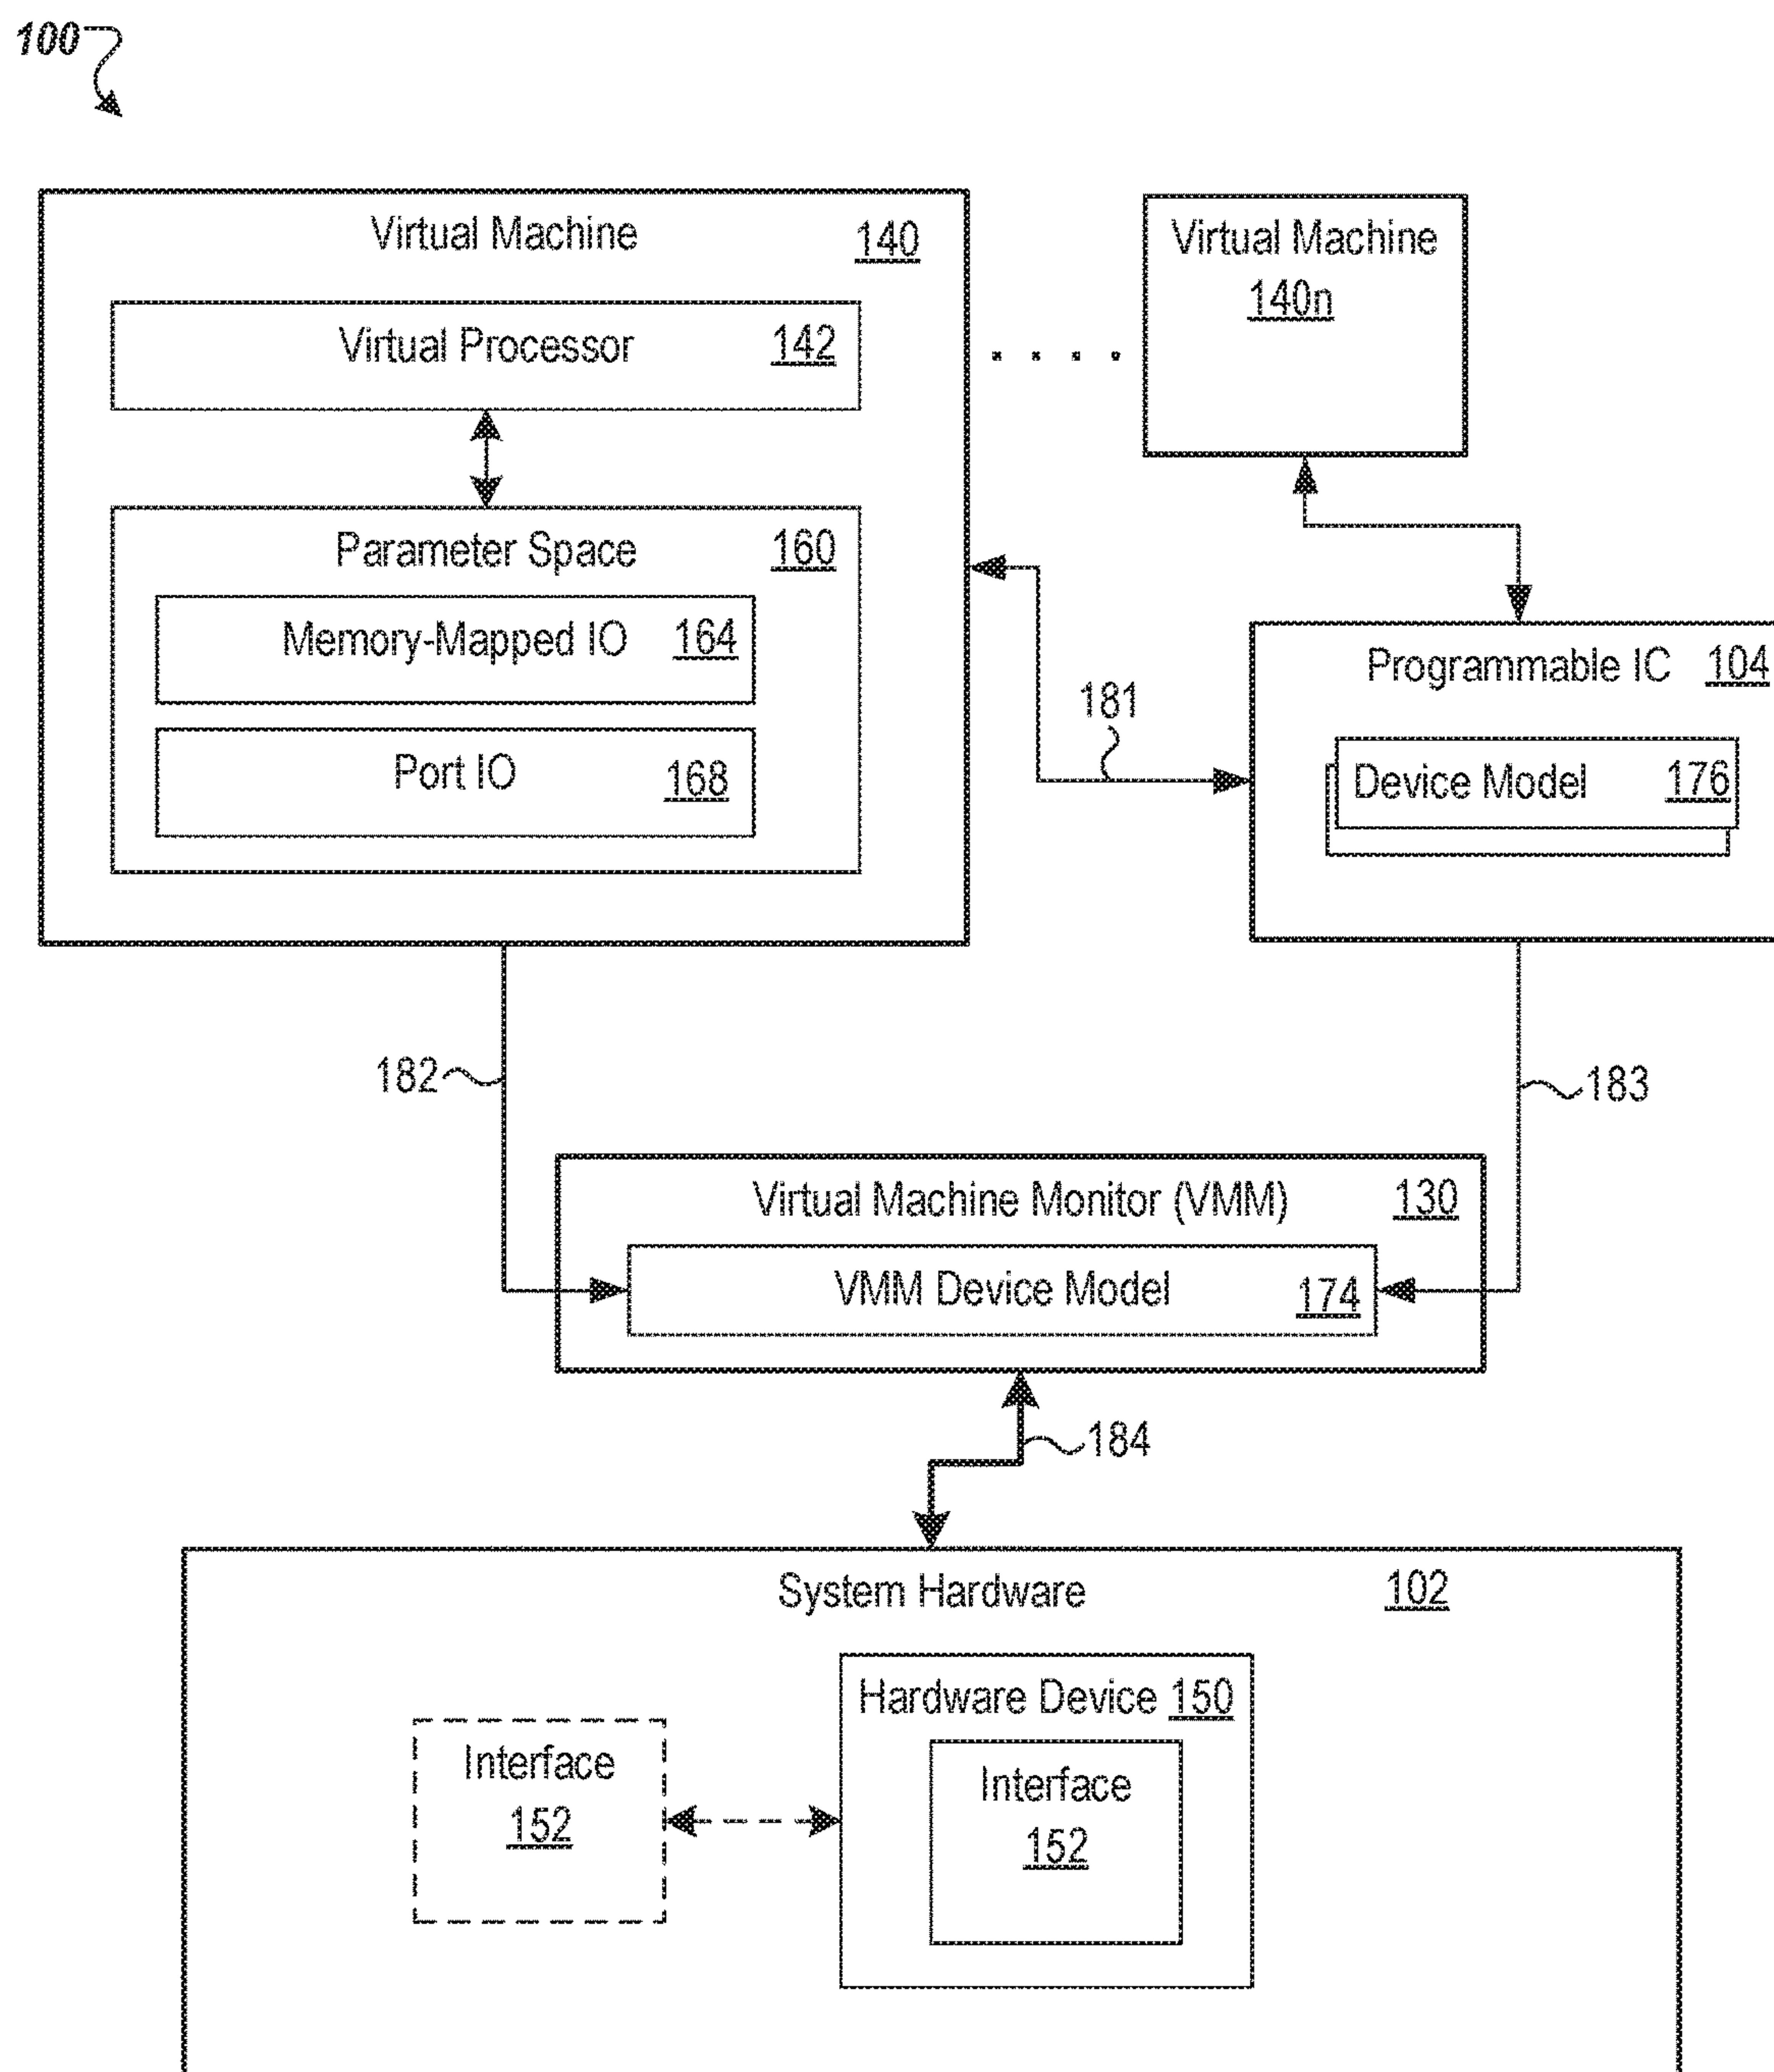 100
Virtual Machine 140
Virtual Processor 142
Parameter Space 160
Memory-Mapped IO 164
Port IO 168
Virtual Machine
140n
181
Programmable IC 104
Device Model 176
182
183
Virtual Machine Monitor (VMM) 130
VMM Device Model 174
184
System Hardware 102
Hardware Device 150
Interface
152
Interface
152